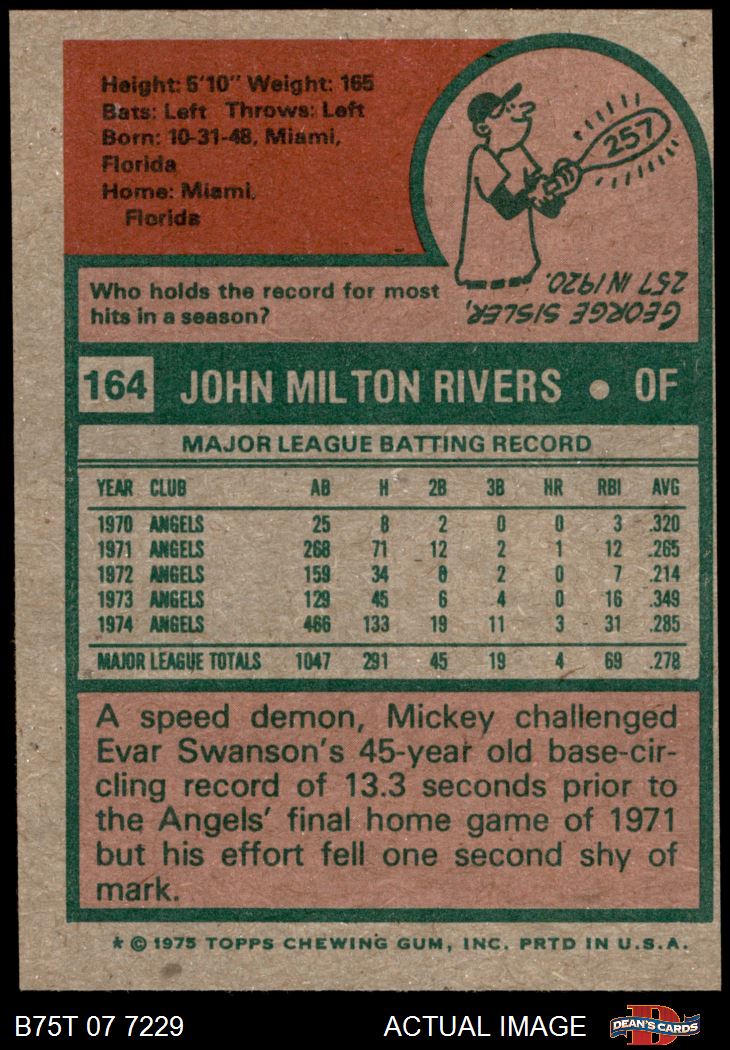 Height: 5'10" Weight: 165
Bats: Left Throws: Left
Born: 10-31-48, Miami,
Florida
Home: Miami,
Florida
257
Who holds the record for most
hits in a season?
GEORGE SISLER,
257 IN 1920.
164 JOHN MILTON RIVERS • OF
MAJOR LEAGUE BATTING RECORD
YEAR CLUB AB H 2B 3B HR RBI AVG
1970 ANGELS 25 8 2 0 0 3 .320
1971 ANGELS 268 71 12 2 1 12 .265
1972 ANGELS 159 34 8 2 0 7 .214
1973 ANGELS 129 45 6 4 0 16 .349
1974 ANGELS 466 133 19 11 3 31 .285
MAJOR LEAGUE TOTALS 1047 291 45 19 4 69 .278
A speed demon, Mickey challenged
Evar Swanson's 45-year old base-cir-
cling record of 13.3 seconds prior to
the Angels' final home game of 1971
but his effort fell one second shy of
mark.
* © 1975 TOPPS CHEWING GUM, INC. PRTD IN U.S.A.
B75T 07 7229 ACTUAL IMAGE
D
DEAN'S CARDS